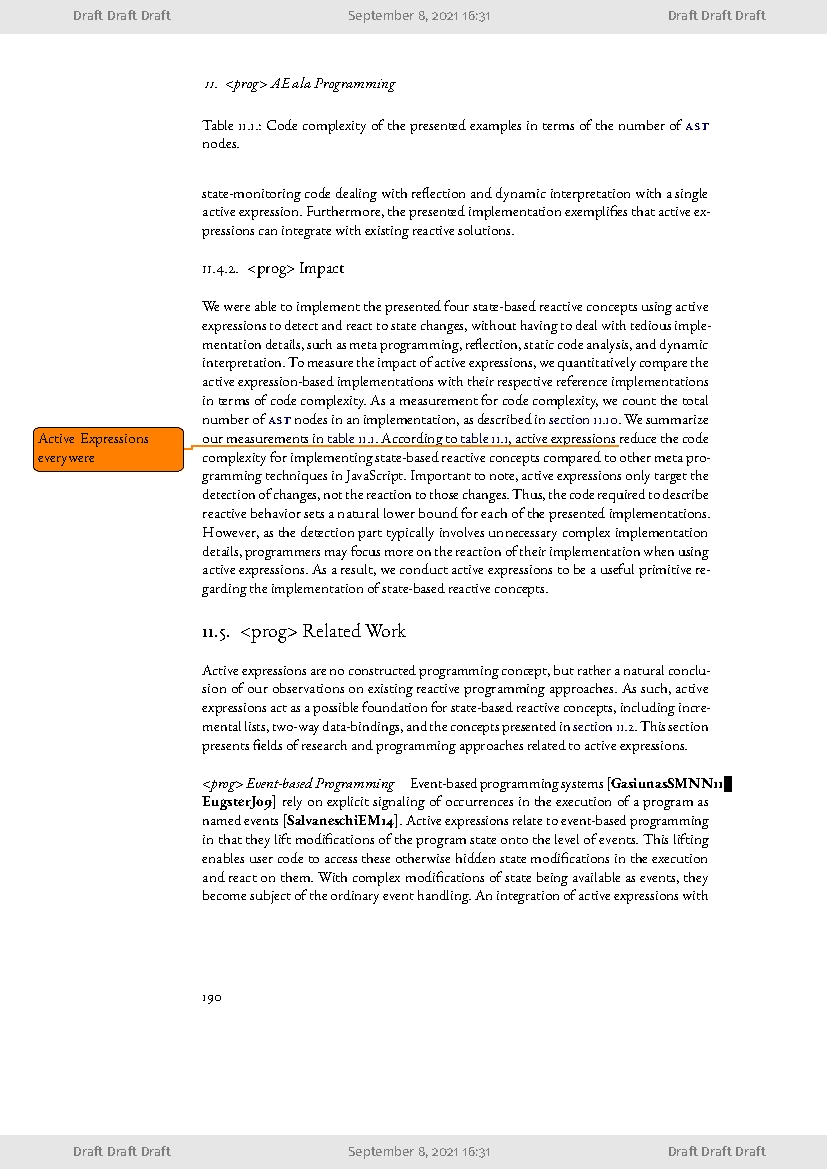 Draft Draft Draft September 8, 2021 16:31 Draft Draft Draft
11. <prog> AE ala Programming
Table 11.1.: Code complexity of the presented examples in terms of the number of AST
nodes.
state-monitoring code dealing with reflection and dynamic interpretation with a single
active expression. Furthermore, the presented implementation exemplifies that active ex-
pressions can integrate with existing reactive solutions.
11.4.2. <prog> Impact
We were able to implement the presented four state-based reactive concepts using active
expressions to detect and react to state changes, without having to deal with tedious imple-
mentation details, such as meta programming, reflection, static code analysis, and dynamic
interpretation. To measure the impact of active expressions, we quantitatively compare the
active expression-based implementations with their respective reference implementations
in terms of code complexity. As a measurement for code complexity, we count the total
number of AST nodes in an implementation, as described in section 11.10. We summarize
our measurements in table 11.1. According to table 11.1, active expressions reduce the code
complexity for implementing state-based reactive concepts compared to other meta pro-
gramming techniques in JavaScript. Important to note, active expressions only target the
detection of changes, not the reaction to those changes. Thus, the code required to describe
reactive behavior sets a natural lower bound for each of the presented implementations.
However, as the detection part typically involves unnecessary complex implementation
details, programmers may focus more on the reaction of their implementation when using
active expressions. As a result, we conduct active expressions to be a useful primitive re-
garding the implementation of state-based reactive concepts.
Active Expressions
everywere
11.5. <prog> Related Work
Active expressions are no constructed programming concept, but rather a natural conclu-
sion of our observations on existing reactive programming approaches. As such, active
expressions act as a possible foundation for state-based reactive concepts, including incre-
mental lists, two-way data-bindings, and the concepts presented in section 11.2. This section
presents fields of research and programming approaches related to active expressions.
<prog> Event-based Programming Event-based programming systems [GasiunasSMNN11
EugsterJ09] rely on explicit signaling of occurrences in the execution of a program as
named events [SalvaneschiEM14]. Active expressions relate to event-based programming
in that they lift modifications of the program state onto the level of events. This lifting
enables user code to access these otherwise hidden state modifications in the execution
and react on them. With complex modifications of state being available as events, they
become subject of the ordinary event handling. An integration of active expressions with
190
Draft Draft Draft September 8, 2021 16:31 Draft Draft Draft